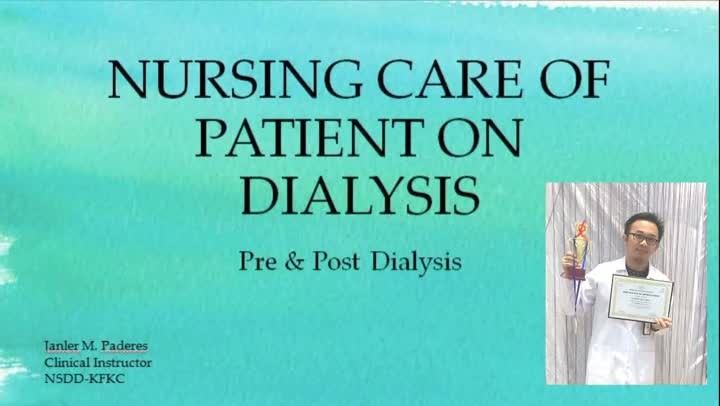 NURSING CARE OF
PATIENT ON
DIALYSIS
Pre & Post Dialysis
Janler M. Paderes
Clinical Instructor
NSDD-KFKC